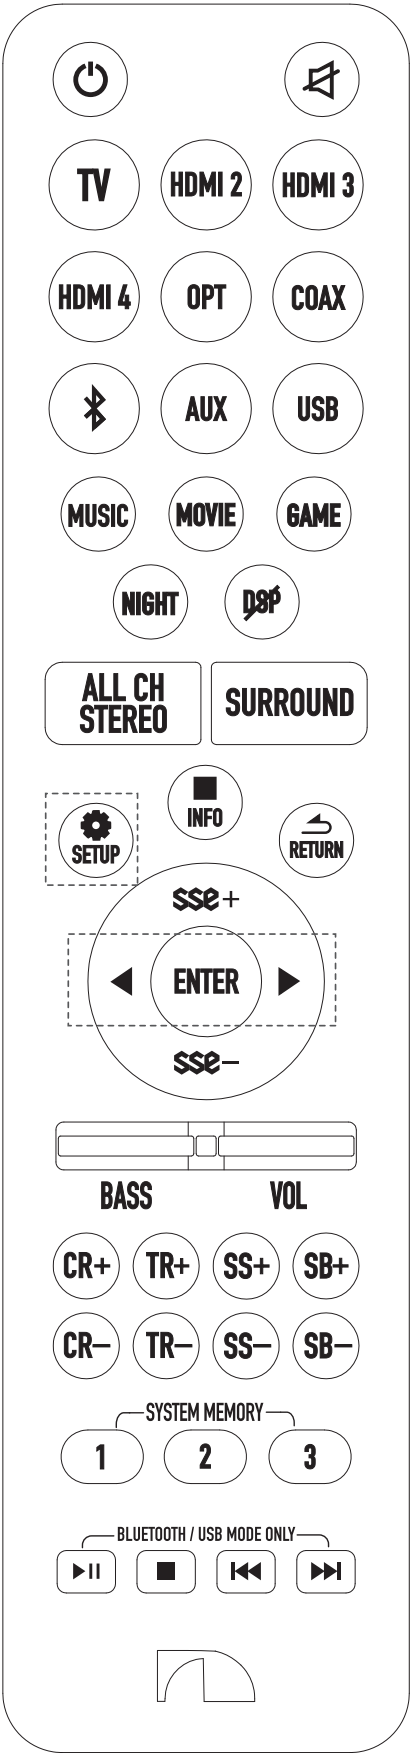 TV HDMI 2 HDMI 3
HDMI 4 OPT COAX
AUX USB
MUSIC MOVIE GAME
NIGHT DSP
ALL CH
STEREO
SURROUND
INFO
SETUP
RETURN
sse+
ENTER
sse−
BASS VOL
CR+ TR+ SS+ SB+
CR− TR− SS− SB−
SYSTEM MEMORY
1 2 3
BLUETOOTH / USB MODE ONLY